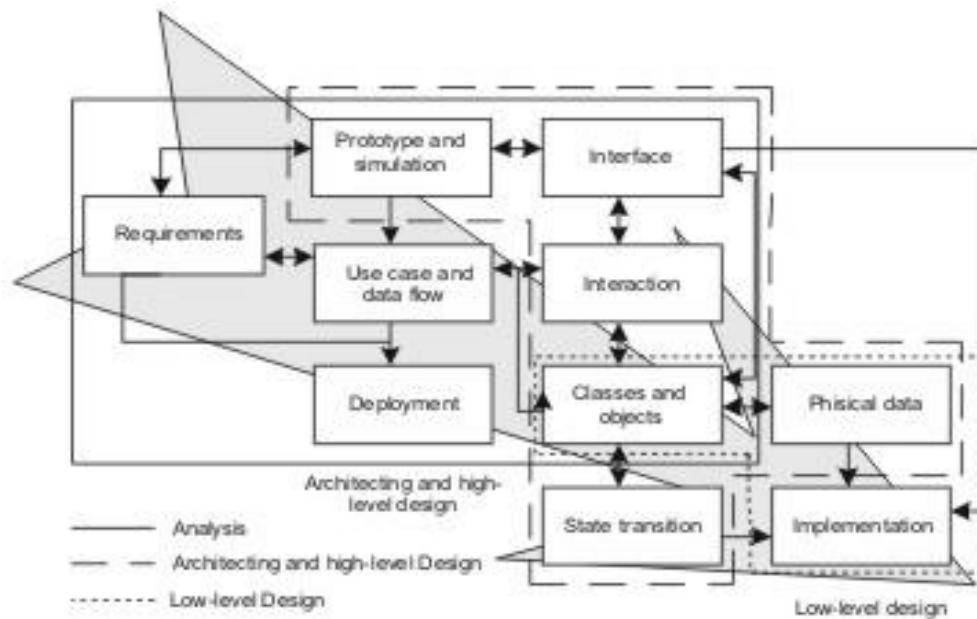 Prototype and
simulation
Interface
Requirements
Use case and
data flow
Interaction
Deployment
Classes and
objects
Phisical data
Architecting and high-
level design
State transition
Implementation
Analysis
Architecting and high-level Design
Low-level Design
Low-level design